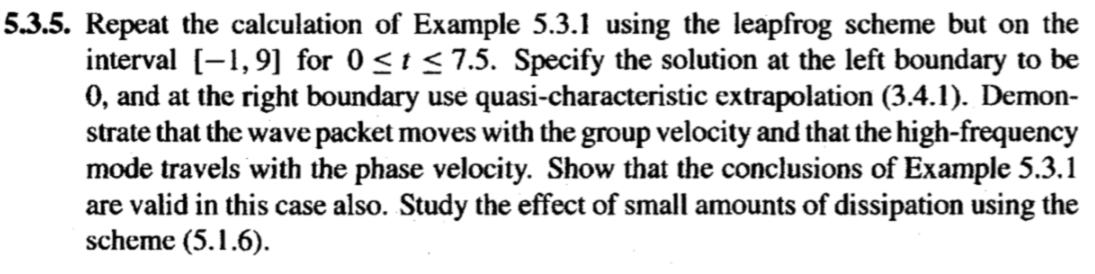 5.3.5. Repeat the calculation of Example 5.3.1 using the leapfrog scheme but on the
interval [−1, 9] for 0 ≤ t ≤ 7.5. Specify the solution at the left boundary to be
0, and at the right boundary use quasi-characteristic extrapolation (3.4.1). Demon-
strate that the wave packet moves with the group velocity and that the high-frequency
mode travels with the phase velocity. Show that the conclusions of Example 5.3.1
are valid in this case also. Study the effect of small amounts of dissipation using the
scheme (5.1.6).